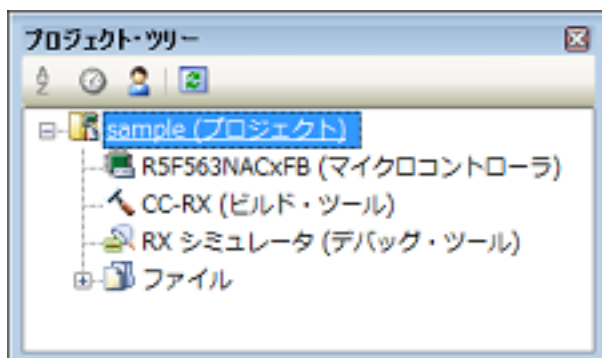 プロジェクト・ツリー
sample (プロジェクト)
R5F563NACxFB (マイクロコントローラ)
CC-RX (ビルド・ツール)
RX シミュレータ (デバッグ・ツール)
ファイル